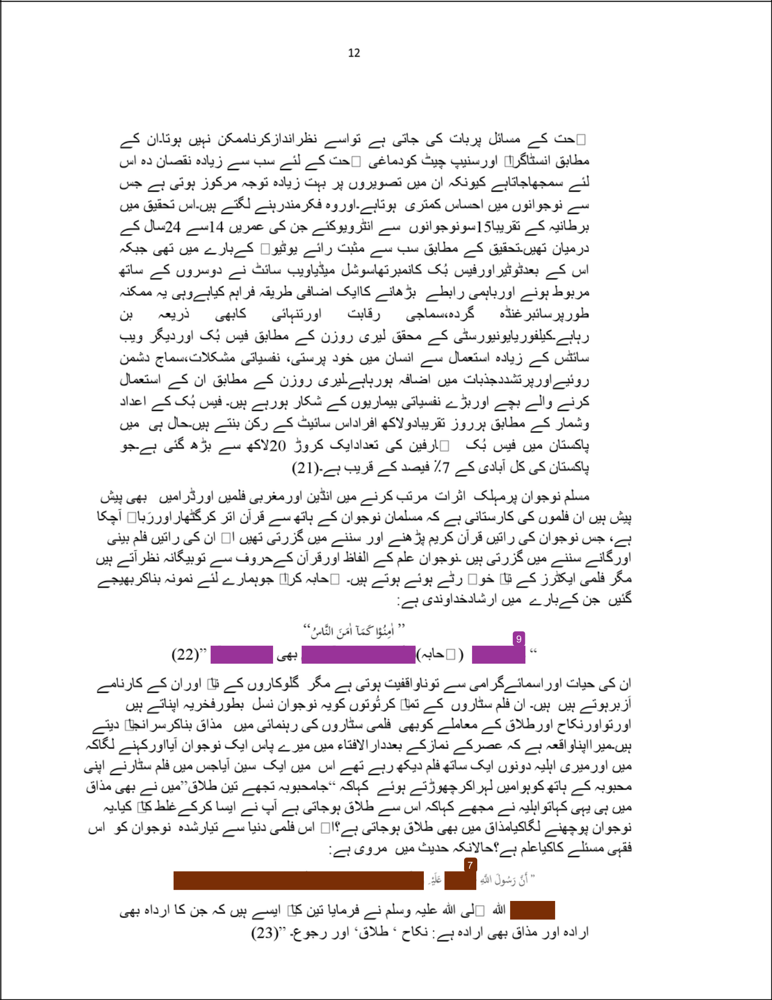 12
□حت کے مسائل پربات کی جاتی ہے تواسے نظراندازکرناممکن نہیں ہوتا۔ان کے
مطابق انسٹاگرا□ اورسنیپ چیٹ کودماغی □حت کے لئے سب سے زیادہ نقصان دہ اس
لئے سمجھاجاتاہے کیونکہ ان میں تصویروں پر بہت زیادہ توجہ مرکوز ہوتی ہے جس
سے نوجوانوں میں احساس کمتری ہوتاہے۔اوروہ فکرمندرہنے لگتے ہیں۔اس تحقیق میں
برطانیہ کے تقریبا15سونوجوانوں سے انٹرویوکئے جن کی عمریں 14سے 24سال کے
درمیان تھیں۔تحقیق کے مطابق سب سے مثبت رائے یوٹیو□ کےبارے میں تھی جبکہ
اس کے بعدٹوٹیراورفیس بُک کانمبرتھاسوشل میڈیاویب سائٹ نے دوسروں کے ساتھ
مربوط ہونے اورباہمی رابطے بڑھانے کاایک اضافی طریقہ فراہم کیاہےوہی یہ ممکنہ
طورپرسائبرغنڈہ گردہ،سماجی رقابت اورتنہائی کابھی ذریعہ بن
رہاہے۔کیلفوریایونیورسٹی کے محقق لیری روزن کے مطابق فیس بُک اوردیگر ویب
سائٹس کے زیادہ استعمال سے انسان میں خود پرستی، نفسیاتی مشکلات،سماج دشمن
روئیےاورپرتشددجذبات میں اضافہ ہورہاہے۔لیری روزن کے مطابق ان کے استعمال
کرنے والے بچے اوربڑے نفسیاتی بیماریوں کے شکار ہورہے ہیں۔ فیس بُک کے اعداد
وشمار کے مطابق ہرروز تقریبادولاکھ افراداس سائیٹ کے رکن بنتے ہیں۔حال ہی میں
پاکستان میں فیس بُک □ارفین کی تعدادایک کروڑ 20لاکھ سے بڑھ گئی ہے۔جو
پاکستان کی کل آبادی کے 7٪ فیصد کے قریب ہے۔(21)
مسلم نوجوان پرمہلک اثرات مرتب کرنے میں انڈین اورمغربی فلمیں اورڈرامیں بھی پیش
پیش ہیں ان فلموں کی کارستانی ہے کہ مسلمان نوجوان کے ہاتھ سے قرآن اتر کرگٹھاراوررَبا□ آچکا
ہے، جس نوجوان کی راتیں قرآن کریم پڑھنے اور سننے میں گزرتی تھیں ا□ ان کی راتیں فلم بینی
اورگانے سننے میں گزرتی ہیں ۔نوجوان علم کے الفاظ اورقرآن کےحروف سے توبیگانہ نظرآتے ہیں
مگر فلمی ایکٹرز کے نا□ خو□ رٹے ہوئے ہوتے ہیں۔ □حابہ کرا□ جوہمارے لئے نمونہ بناکربھیجے
گئیں جن کےبارے میں ارشادخداوندی ہے:
” اٰمِنُوْا كَمَآ اٰمَنَ النَّاسُ“
9
“ (□حابہ) بھی ”(22)
ان کی حیات اوراسمائےگرامی سے توناواقفیت ہوتی ہے مگر گلوکاروں کے نا□ اوران کے کارنامے
اَزبرہوتے ہیں ہیں۔ ان فلم سٹاروں کے تما□ کرتُوتوں کویہ نوجوان نسل بطورفخریہ اپناتے ہیں
اورتواورنکاح اورطلاق کے معاملے کوبھی فلمی سٹاروں کی رہنمائی میں مذاق بناکرسرانجا□ دیتے
ہیں۔میرااپناواقعہ ہے کہ عصرکے نمازکے بعددارالافتاء میں میرے پاس ایک نوجوان آیااورکہنے لگاکہ
میں اورمیری اہلیہ دونوں ایک ساتھ فلم دیکھ رہے تھے اس میں ایک سین آیاجس میں فلم سٹارنے اپنی
محبوبہ کے ہاتھ کوہوامیں لہراکرچھوڑتے ہوئے کہاکہ “جامحبوبہ تجھے تین طلاق”میں نے بھی مذاق
میں ہی یہی کہاتواہلیہ نے مجھے کہاکہ اس سے طلاق ہوجاتی ہے آپ نے ایسا کرکےغلط کا□ کیا۔یہ
نوجوان پوچھنے لگاکیامذاق میں بھی طلاق ہوجاتی ہے؟ا□ اس فلمی دنیا سے تیارشدہ نوجوان کو اس
فقہی مسئلے کاکیاعلم ہے؟حالانکہ حدیث میں مروی ہے:
7
” أَنَّ رَسُولَ اللَّهِ عَلَيْهِ
اللہ □لی اللہ علیہ وسلم نے فرمایا تین کا□ ایسے ہیں کہ جن کا ارداہ بھی
ارادہ اور مذاق بھی ارادہ ہے: نکاح ‘ طلاق‘ اور رجوع۔ ”(23)